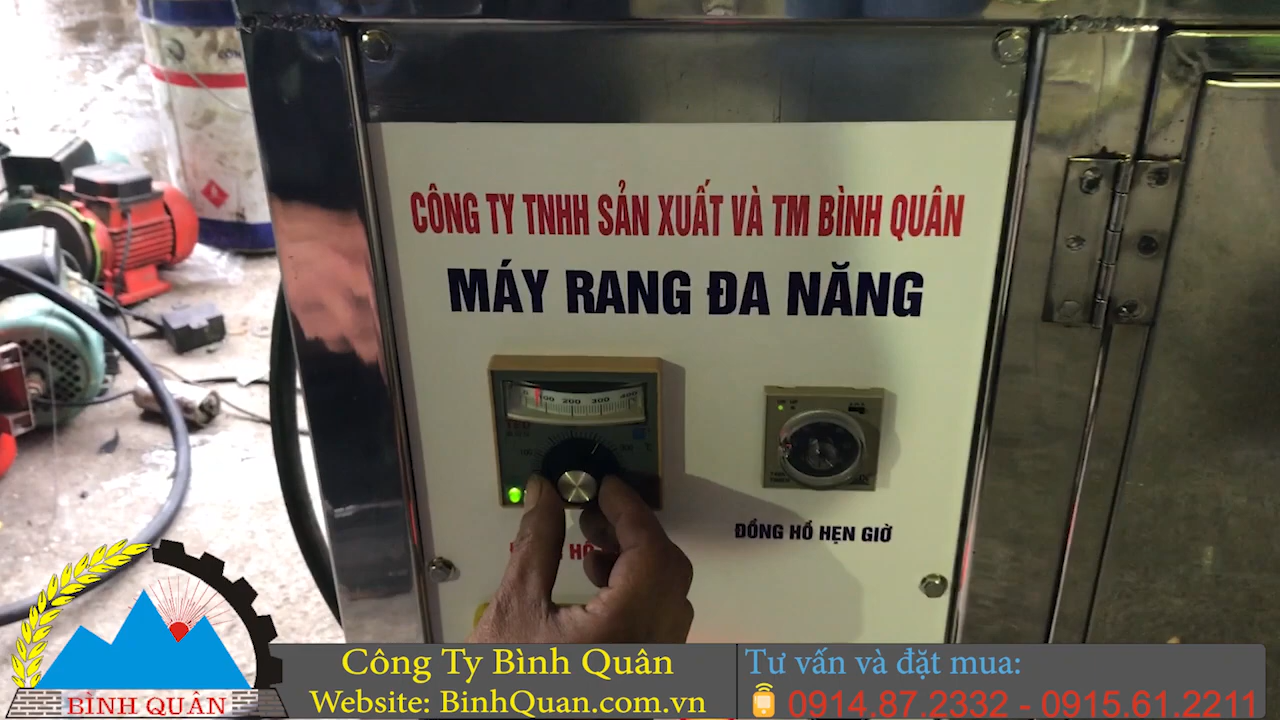 CÔNG TY TNHH SẢN XUẤT VÀ TM BÌNH QUÂN
MÁY RANG ĐA NĂNG
100 200 300 400
ĐỒNG HỒ HẸN GIỜ
BÌNH QUÂN
Công Ty Bình Quân
Website: BinhQuan.com.vn
Tư vấn và đặt mua:
0914.87.2332 - 0915.61.2211